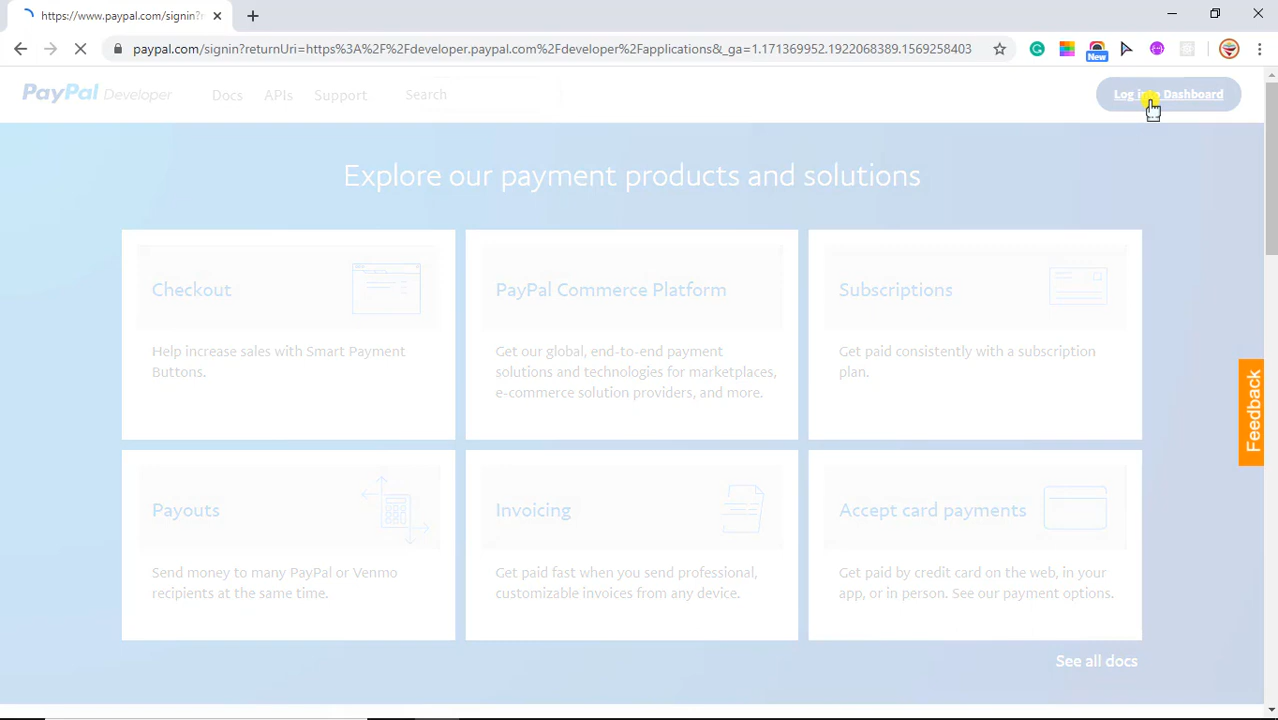 https://www.paypal.com/signin?r
paypal.com/signin?returnUri=https%3A%2F%2Fdeveloper.paypal.com%2Fdeveloper%2Fapplications&_ga=1.171369952.1922068389.1569258403
New
PayPal Developer Docs APIs Support Search Log into Dashboard
Explore our payment products and solutions
Checkout
Help increase sales with Smart Payment
Buttons.
PayPal Commerce Platform
Get our global, end-to-end payment
solutions and technologies for marketplaces,
e-commerce solution providers, and more.
Subscriptions
Get paid consistently with a subscription
plan.
Payouts
Send money to many PayPal or Venmo
recipients at the same time.
Invoicing
Get paid fast when you send professional,
customizable invoices from any device.
Accept card payments
Get paid by credit card on the web, in your
app, or in person. See our payment options.
See all docs
Feedback